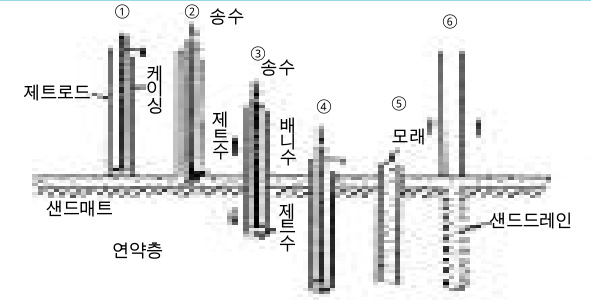 ①
② 송수
③ 송수
⑥
제트로드
케이싱
제트수
배니수
④
⑤
모래
샌드매트
제트수
샌드드레인
연약층